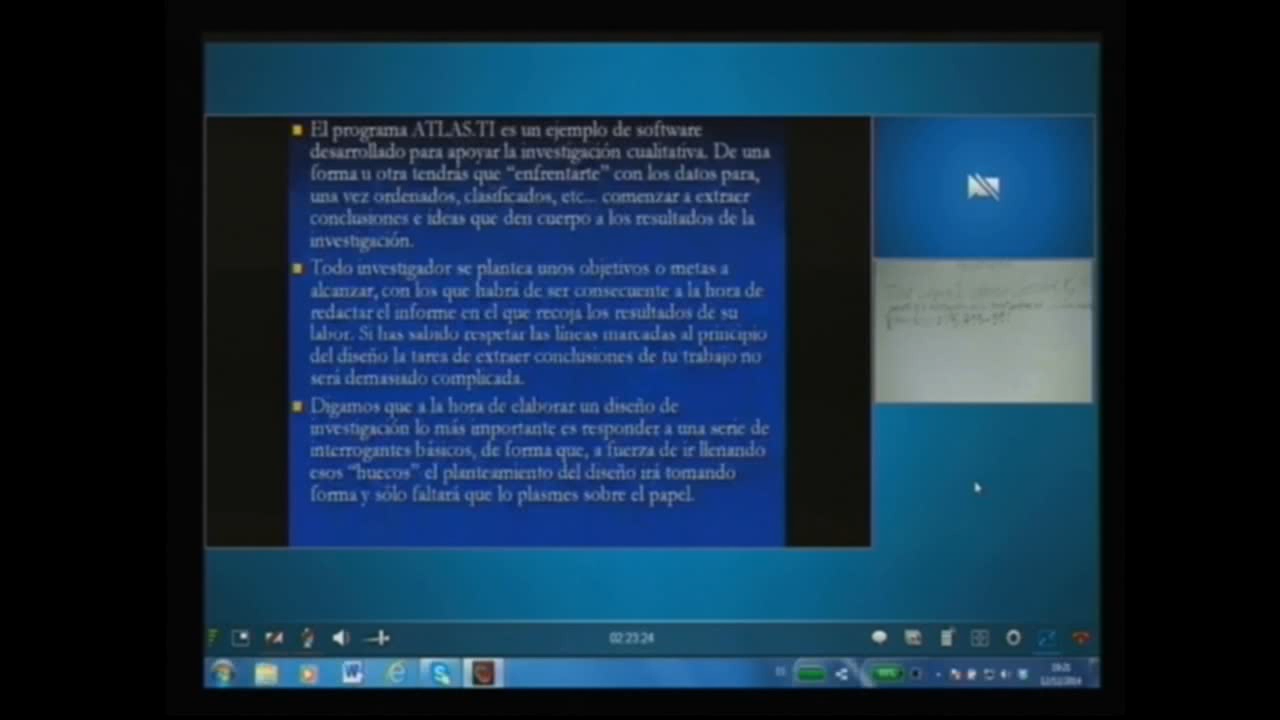 El programa ATLAS.TI es un ejemplo de software
desarrollado para apoyar la investigación cualitativa. De una
forma u otra tendrás que “enfrentarte” con los datos para,
una vez ordenados, clasificados, etc... comenzar a extraer
conclusiones e ideas que den cuerpo a los resultados de la
investigación.
Todo investigador se plantea unos objetivos o metas a
alcanzar, con los que habrá de ser consecuente a la hora de
redactar el informe en el que recoja los resultados de su
labor. Si has sabido respetar las líneas marcadas al principio
del diseño la tarea de extraer conclusiones de tu trabajo no
será demasiado complicada.
Digamos que a la hora de elaborar un diseño de
investigación lo más importante es responder a una serie de
interrogantes básicos, de forma que, a fuerza de ir llenando
esos “huecos” el planteamiento del diseño irá tomando
forma y sólo faltará que lo plasmes sobre el papel.
02:23:24
ES